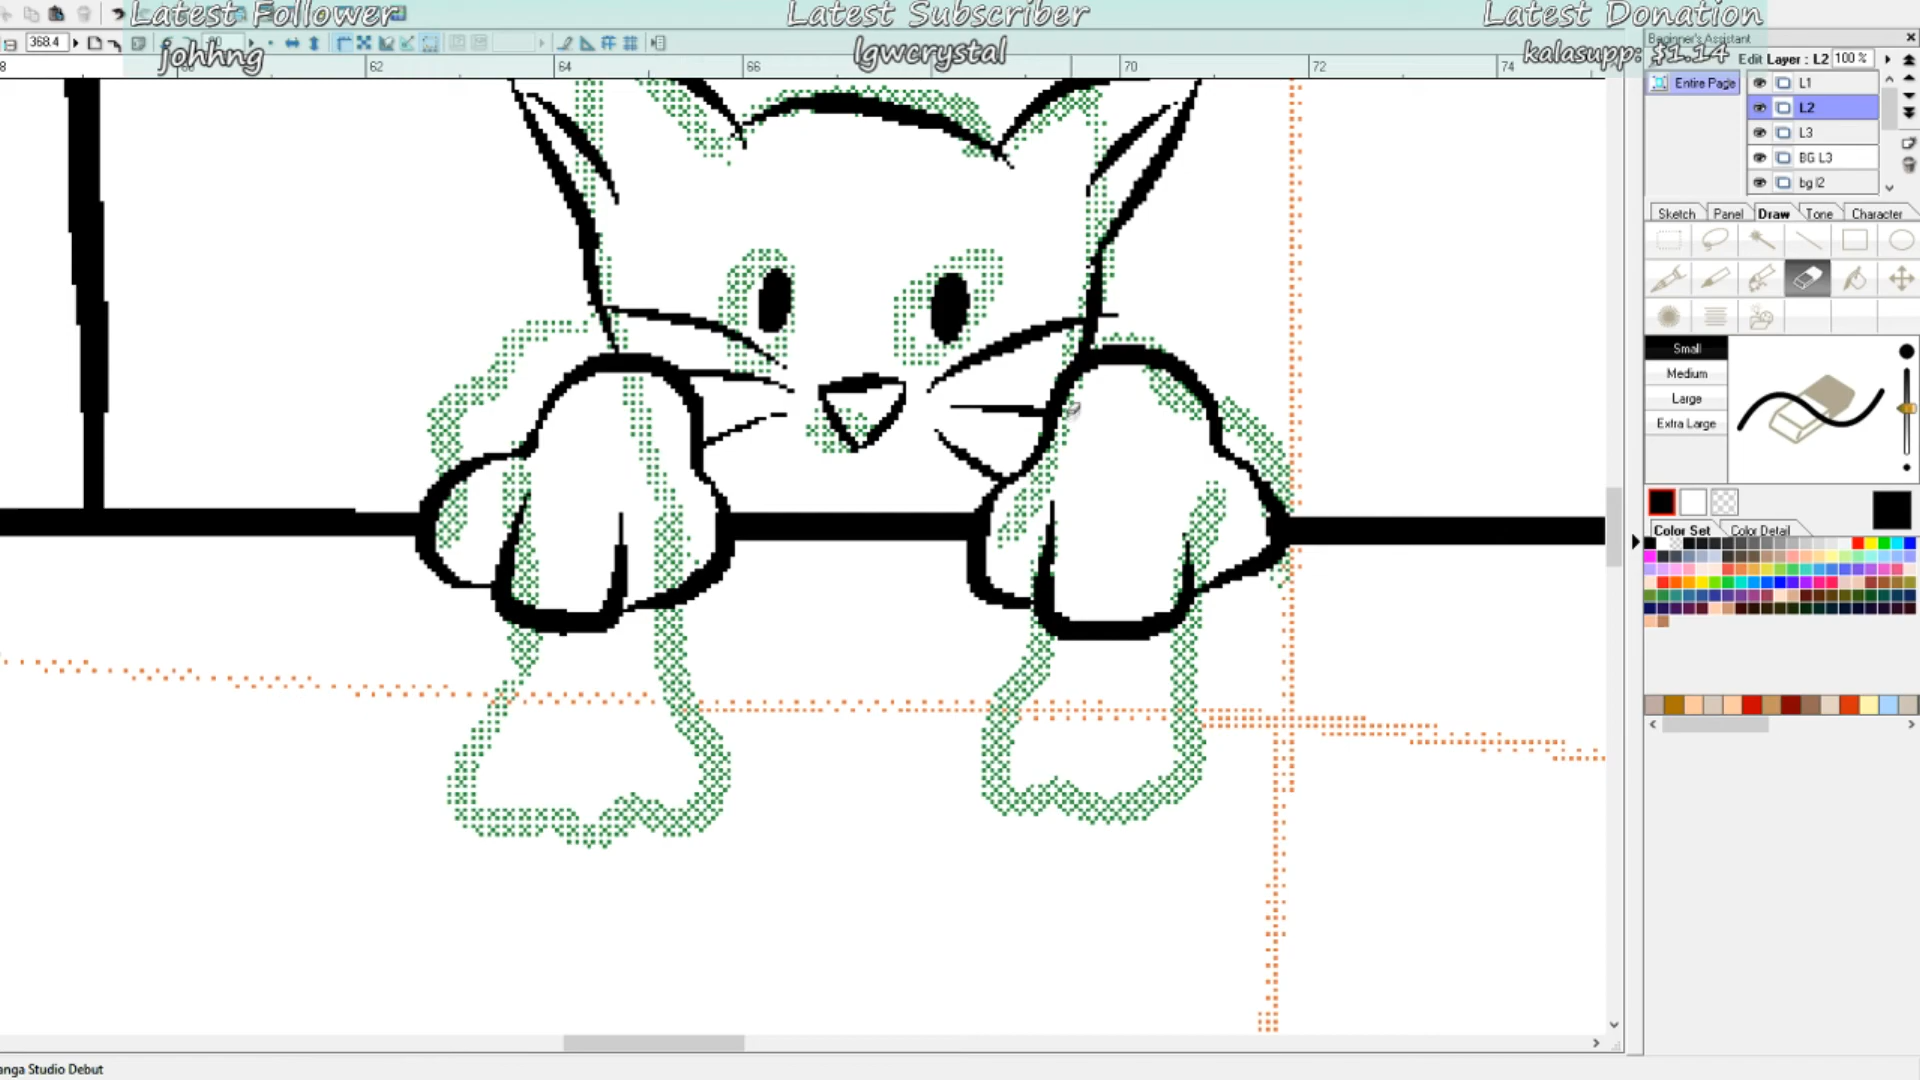 Latest Follower
Latest Subscriber
Latest Donation
johhng
lgwcrystal
kalasupp: $1.14
368.4
Beginner's Assistant
Edit Layer : L2 100 %
62
64
66
70
72
74
Entire Page
L1
L2
L3
BG L3
bg l2
Sketch Panel Draw Tone Character
Small
Medium
Large
Extra Large
Color Set Color Detail
anga Studio Debut